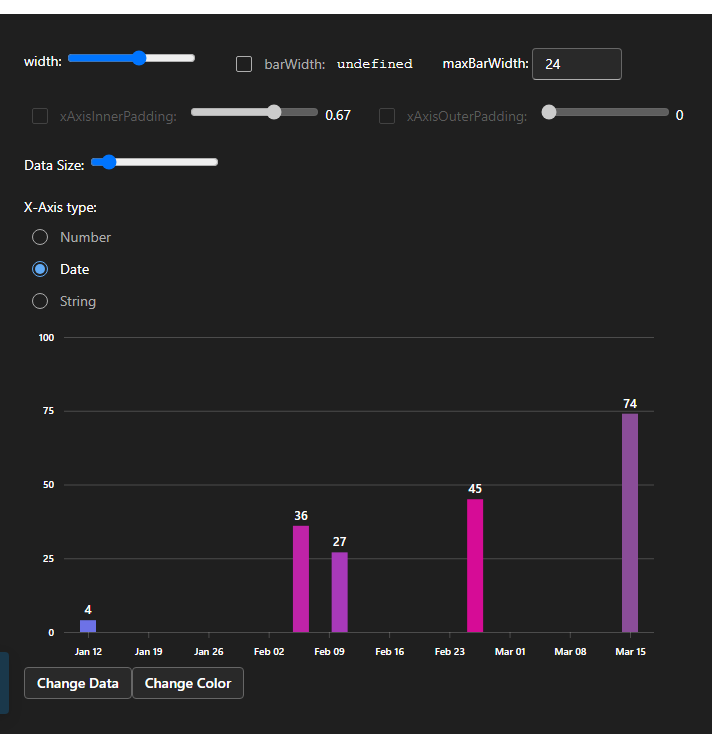 width: barWidth: undefined maxBarWidth: 24
xAxisInnerPadding: 0.67 xAxisOuterPadding: 0
Data Size:
X-Axis type:
Number
Date
String
100
75
50
25
0
74
45
36
27
4
Jan 12 Jan 19 Jan 26 Feb 02 Feb 09 Feb 16 Feb 23 Mar 01 Mar 08 Mar 15
Change Data Change Color